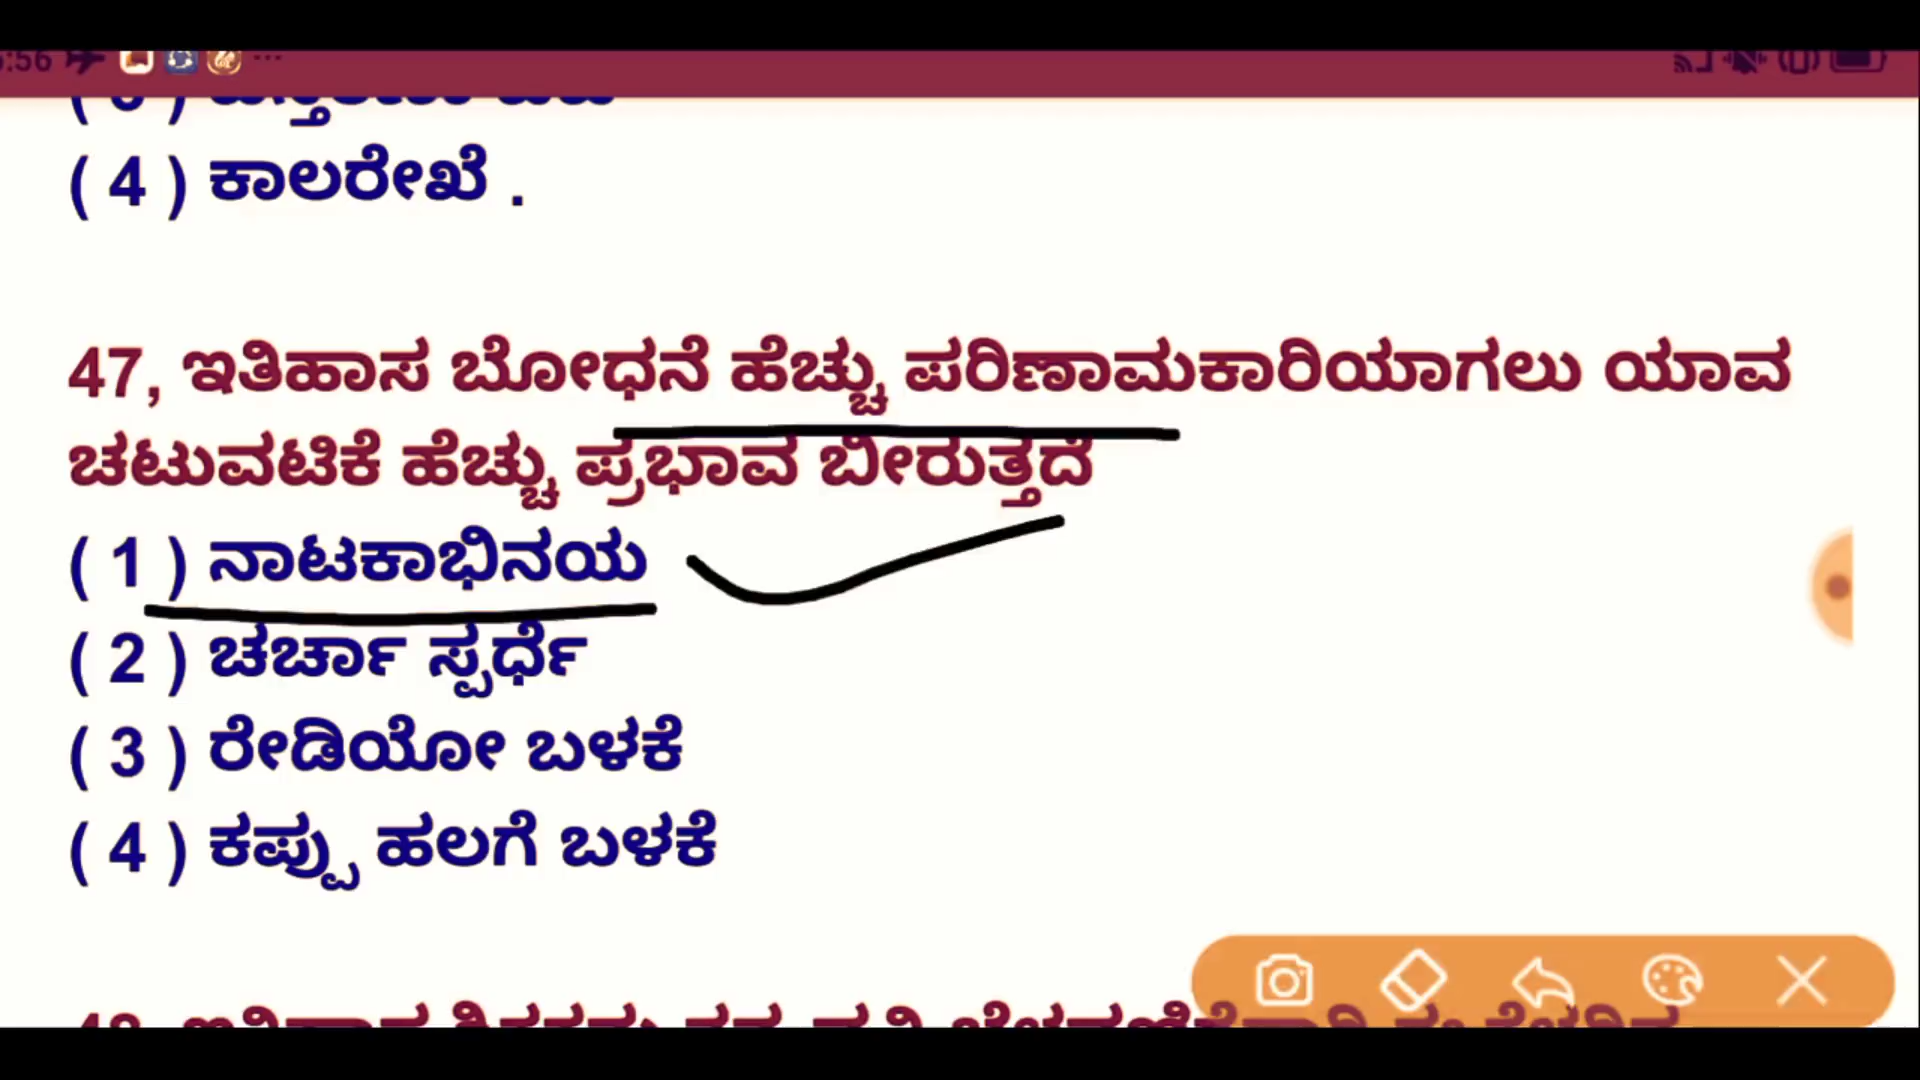 :56
( 4 ) ಕಾಲರೇಖೆ .
47, ಇತಿಹಾಸ ಬೋಧನೆ ಹೆಚ್ಚು ಪರಿಣಾಮಕಾರಿಯಾಗಲು ಯಾವ
ಚಟುವಟಿಕೆ ಹೆಚ್ಚು ಪ್ರಭಾವ ಬೀರುತ್ತದೆ
( 1 ) ನಾಟಕಾಭಿನಯ
( 2 ) ಚರ್ಚಾ ಸ್ಪರ್ಧೆ
( 3 ) ರೇಡಿಯೋ ಬಳಕೆ
( 4 ) ಕಪ್ಪು ಹಲಗೆ ಬಳಕೆ